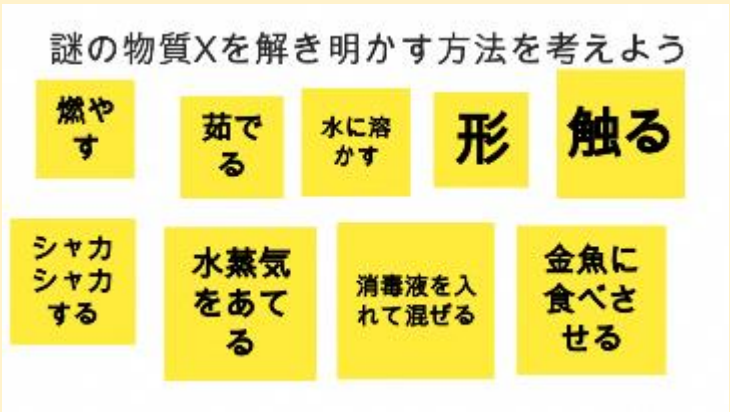 謎の物質Xを解き明かす方法を考えよう
燃や
す
茹で
る
水に溶
かす
形
触る
シャカ
シャカ
する
水蒸気
をあて
る
消毒液を入
れて混ぜる
金魚に
食べさ
せる